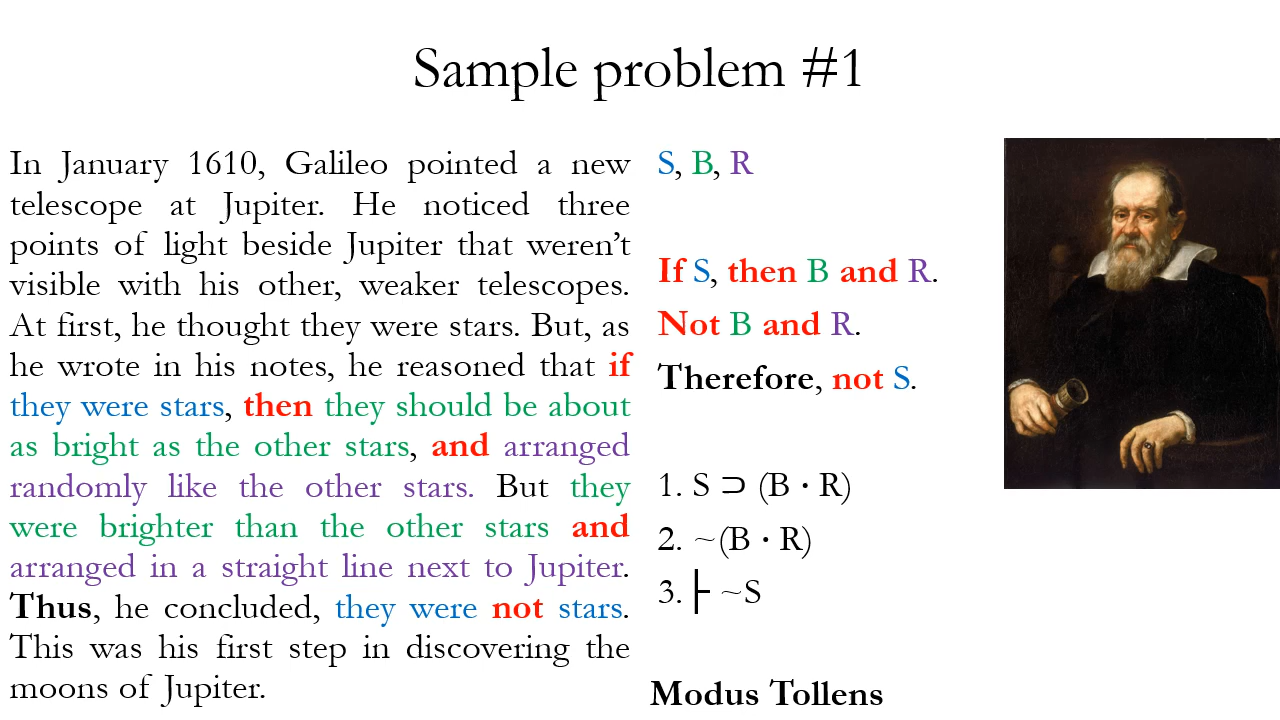 Sample problem #1
In January 1610, Galileo pointed a new
telescope at Jupiter. He noticed three
points of light beside Jupiter that weren’t
visible with his other, weaker telescopes.
At first, he thought they were stars. But, as
he wrote in his notes, he reasoned that if
they were stars, then they should be about
as bright as the other stars, and arranged
randomly like the other stars. But they
were brighter than the other stars and
arranged in a straight line next to Jupiter.
Thus, he concluded, they were not stars.
This was his first step in discovering the
moons of Jupiter.
S, B, R
If S, then B and R.
Not B and R.
Therefore, not S.
1. S ⊃ (B · R)
2. ~(B · R)
3. ├ ~S
Modus Tollens